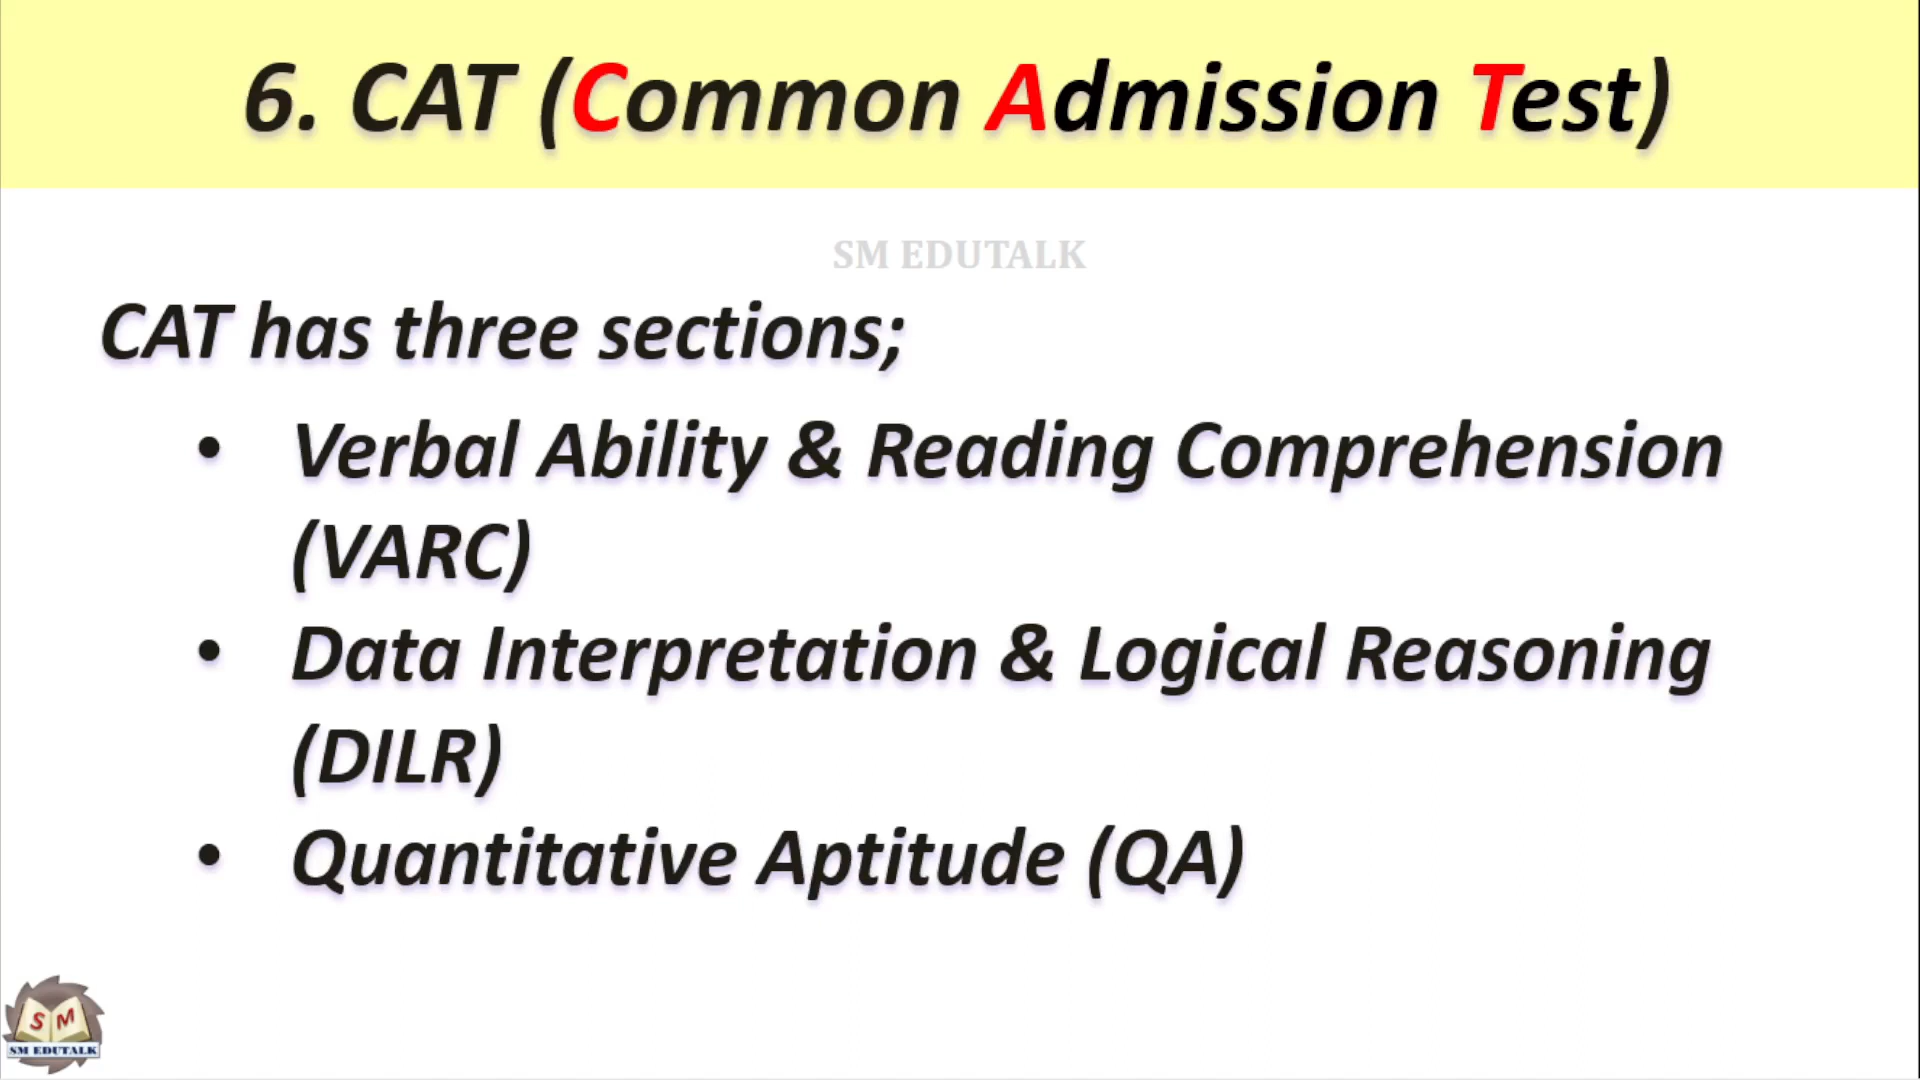 6. CAT (Common Admission Test)
SM EDUTALK
CAT has three sections;
• Verbal Ability & Reading Comprehension
(VARC)
• Data Interpretation & Logical Reasoning
(DILR)
• Quantitative Aptitude (QA)
S M
SM EDUTALK